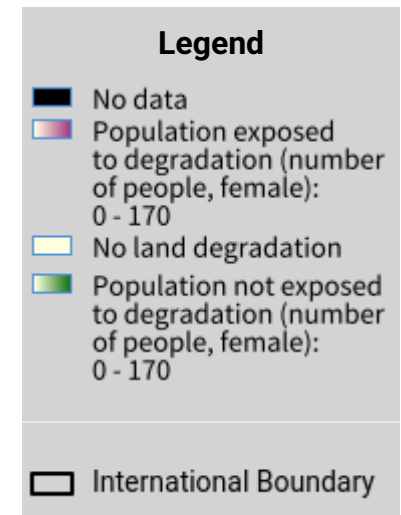 Legend
No data
Population exposed
to degradation (number
of people, female):
0 - 170
No land degradation
Population not exposed
to degradation (number
of people, female):
0 - 170
International Boundary